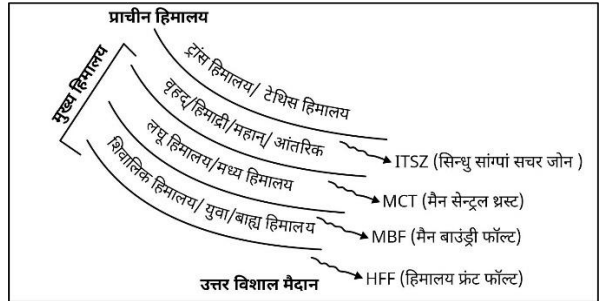 प्राचीन हिमालय
मुख्य हिमालय
ट्रांस हिमालय/ टेथिस हिमालय
वृहद्/हिमाद्री/महान्/ आंतरिक
लघू हिमालय/मध्य हिमालय
शिवालिक हिमालय/ युवा/बाह्य हिमालय
ITSZ (सिन्धु सांग्पां सचर जोन )
MCT (मैन सेन्ट्रल थ्रस्ट)
MBF (मैन बाउंड्री फॉल्ट)
HFF (हिमालय फ्रंट फॉल्ट)
उत्तर विशाल मैदान